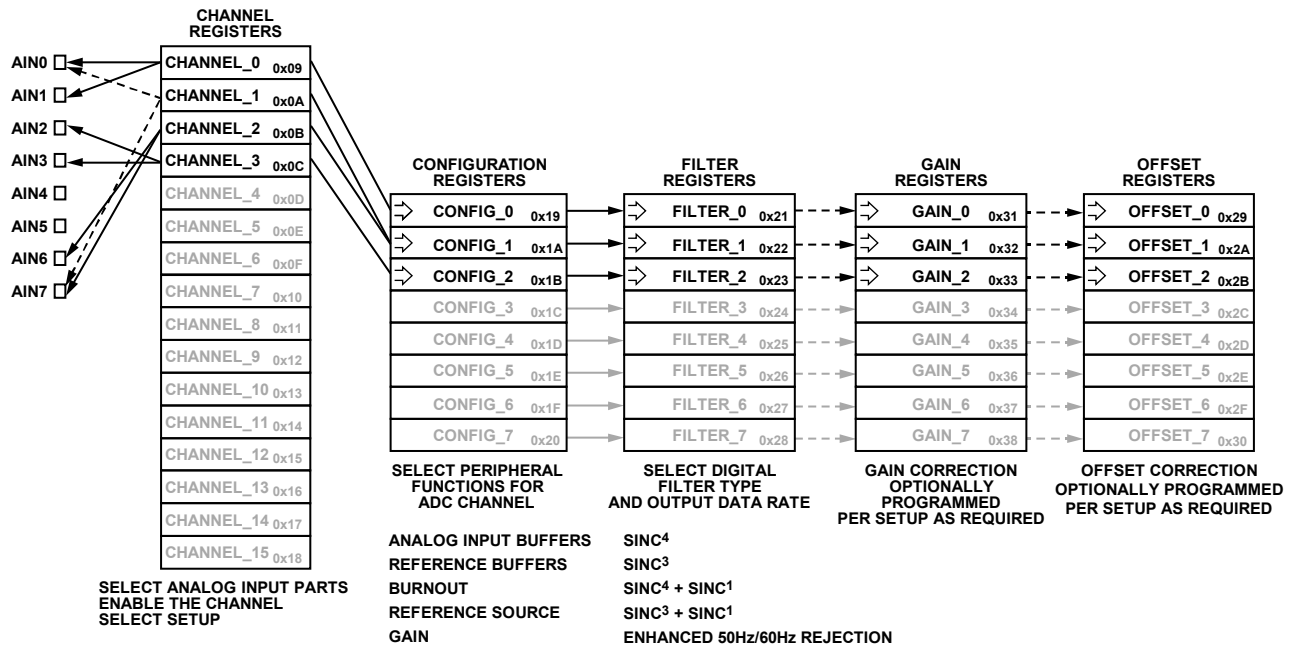 CHANNEL
REGISTERS
AIN0
AIN1
AIN2
AIN3
AIN4
AIN5
AIN6
AIN7
CHANNEL_0 0x09
CHANNEL_1 0x0A
CHANNEL_2 0x0B
CHANNEL_3 0x0C
CHANNEL_4 0x0D
CHANNEL_5 0x0E
CHANNEL_6 0x0F
CHANNEL_7 0x10
CHANNEL_8 0x11
CHANNEL_9 0x12
CHANNEL_10 0x13
CHANNEL_11 0x14
CHANNEL_12 0x15
CHANNEL_13 0x16
CHANNEL_14 0x17
CHANNEL_15 0x18
SELECT ANALOG INPUT PARTS
ENABLE THE CHANNEL
SELECT SETUP
CONFIGURATION
REGISTERS
CONFIG_0 0x19
CONFIG_1 0x1A
CONFIG_2 0x1B
CONFIG_3 0x1C
CONFIG_4 0x1D
CONFIG_5 0x1E
CONFIG_6 0x1F
CONFIG_7 0x20
SELECT PERIPHERAL
FUNCTIONS FOR
ADC CHANNEL
ANALOG INPUT BUFFERS
REFERENCE BUFFERS
BURNOUT
REFERENCE SOURCE
GAIN
FILTER
REGISTERS
FILTER_0 0x21
FILTER_1 0x22
FILTER_2 0x23
FILTER_3 0x24
FILTER_4 0x25
FILTER_5 0x26
FILTER_6 0x27
FILTER_7 0x28
SELECT DIGITAL
FILTER TYPE
AND OUTPUT DATA RATE
SINC4
SINC3
SINC4 + SINC1
SINC3 + SINC1
ENHANCED 50Hz/60Hz REJECTION
GAIN
REGISTERS
GAIN_0 0x31
GAIN_1 0x32
GAIN_2 0x33
GAIN_3 0x34
GAIN_4 0x35
GAIN_5 0x36
GAIN_6 0x37
GAIN_7 0x38
GAIN CORRECTION
OPTIONALLY
PROGRAMMED
PER SETUP AS REQUIRED
OFFSET
REGISTERS
OFFSET_0 0x29
OFFSET_1 0x2A
OFFSET_2 0x2B
OFFSET_3 0x2C
OFFSET_4 0x2D
OFFSET_5 0x2E
OFFSET_6 0x2F
OFFSET_7 0x30
OFFSET CORRECTION
OPTIONALLY PROGRAMMED
PER SETUP AS REQUIRED